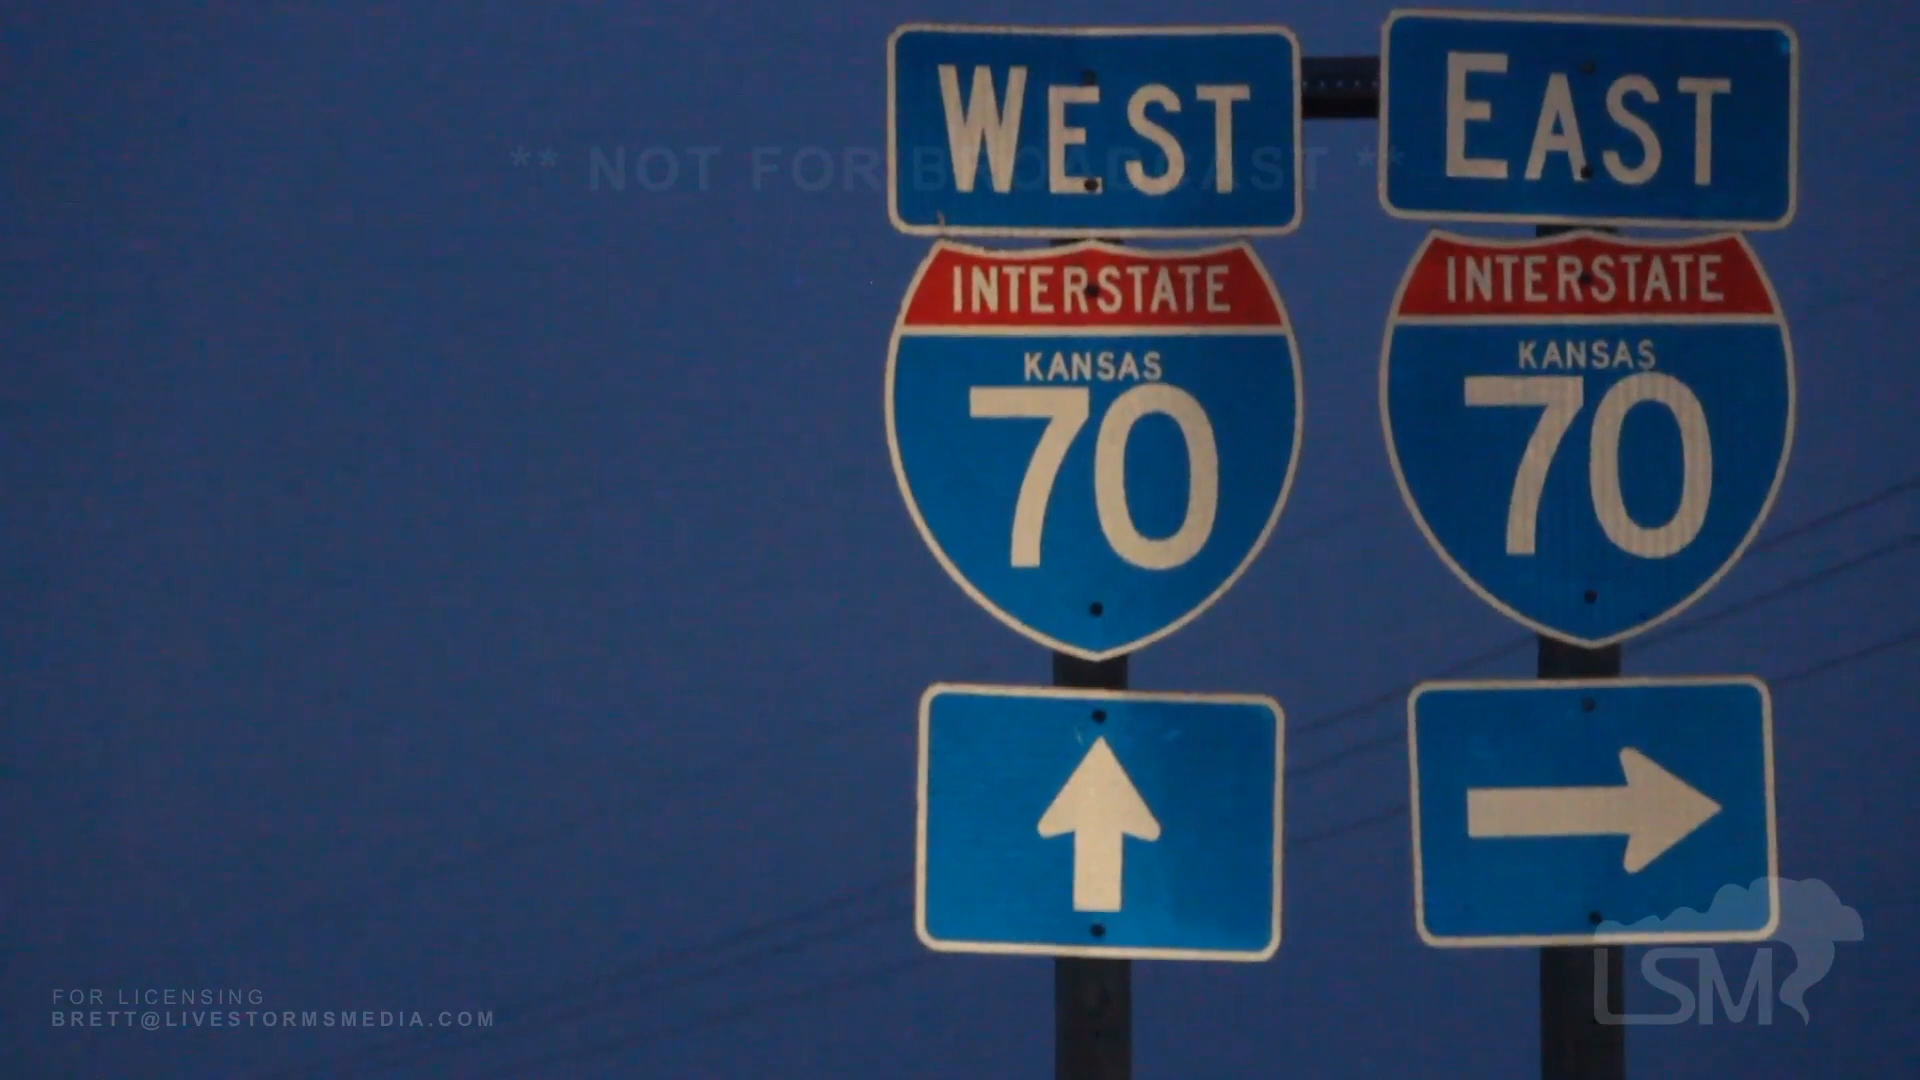 WEST
EAST
** NOT FOR BROADCAST **
INTERSTATE
KANSAS
70
INTERSTATE
KANSAS
70
FOR LICENSING
BRETT@LIVESTORMSMEDIA.COM
LSM